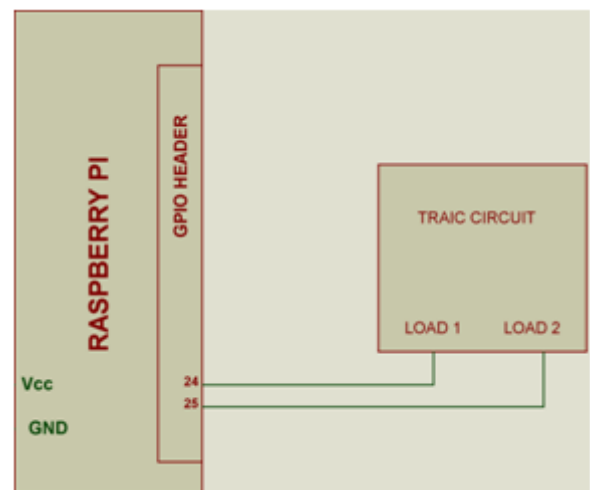 RASPBERRY PI
GPIO HEADER
TRAIC CIRCUIT
LOAD 1 LOAD 2
Vcc
24
25
GND